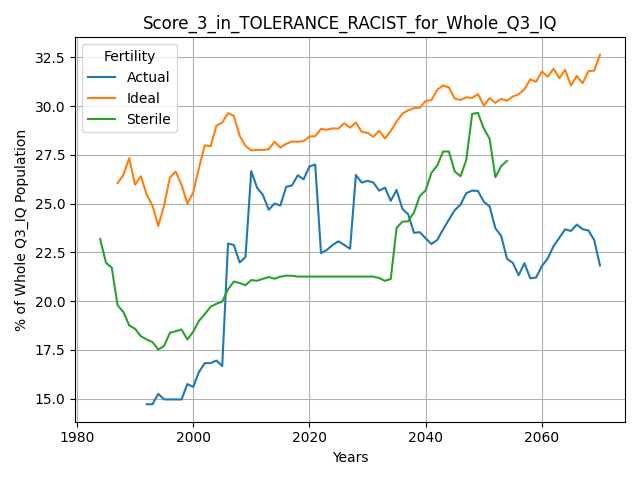 Score_3_in_TOLERANCE_RACIST_for_Whole_Q3_IQ
% of Whole Q3_IQ Population
32.5
30.0
27.5
25.0
22.5
20.0
17.5
15.0
Fertility
Actual
Ideal
Sterile
1980
2000
2020
2040
2060
Years